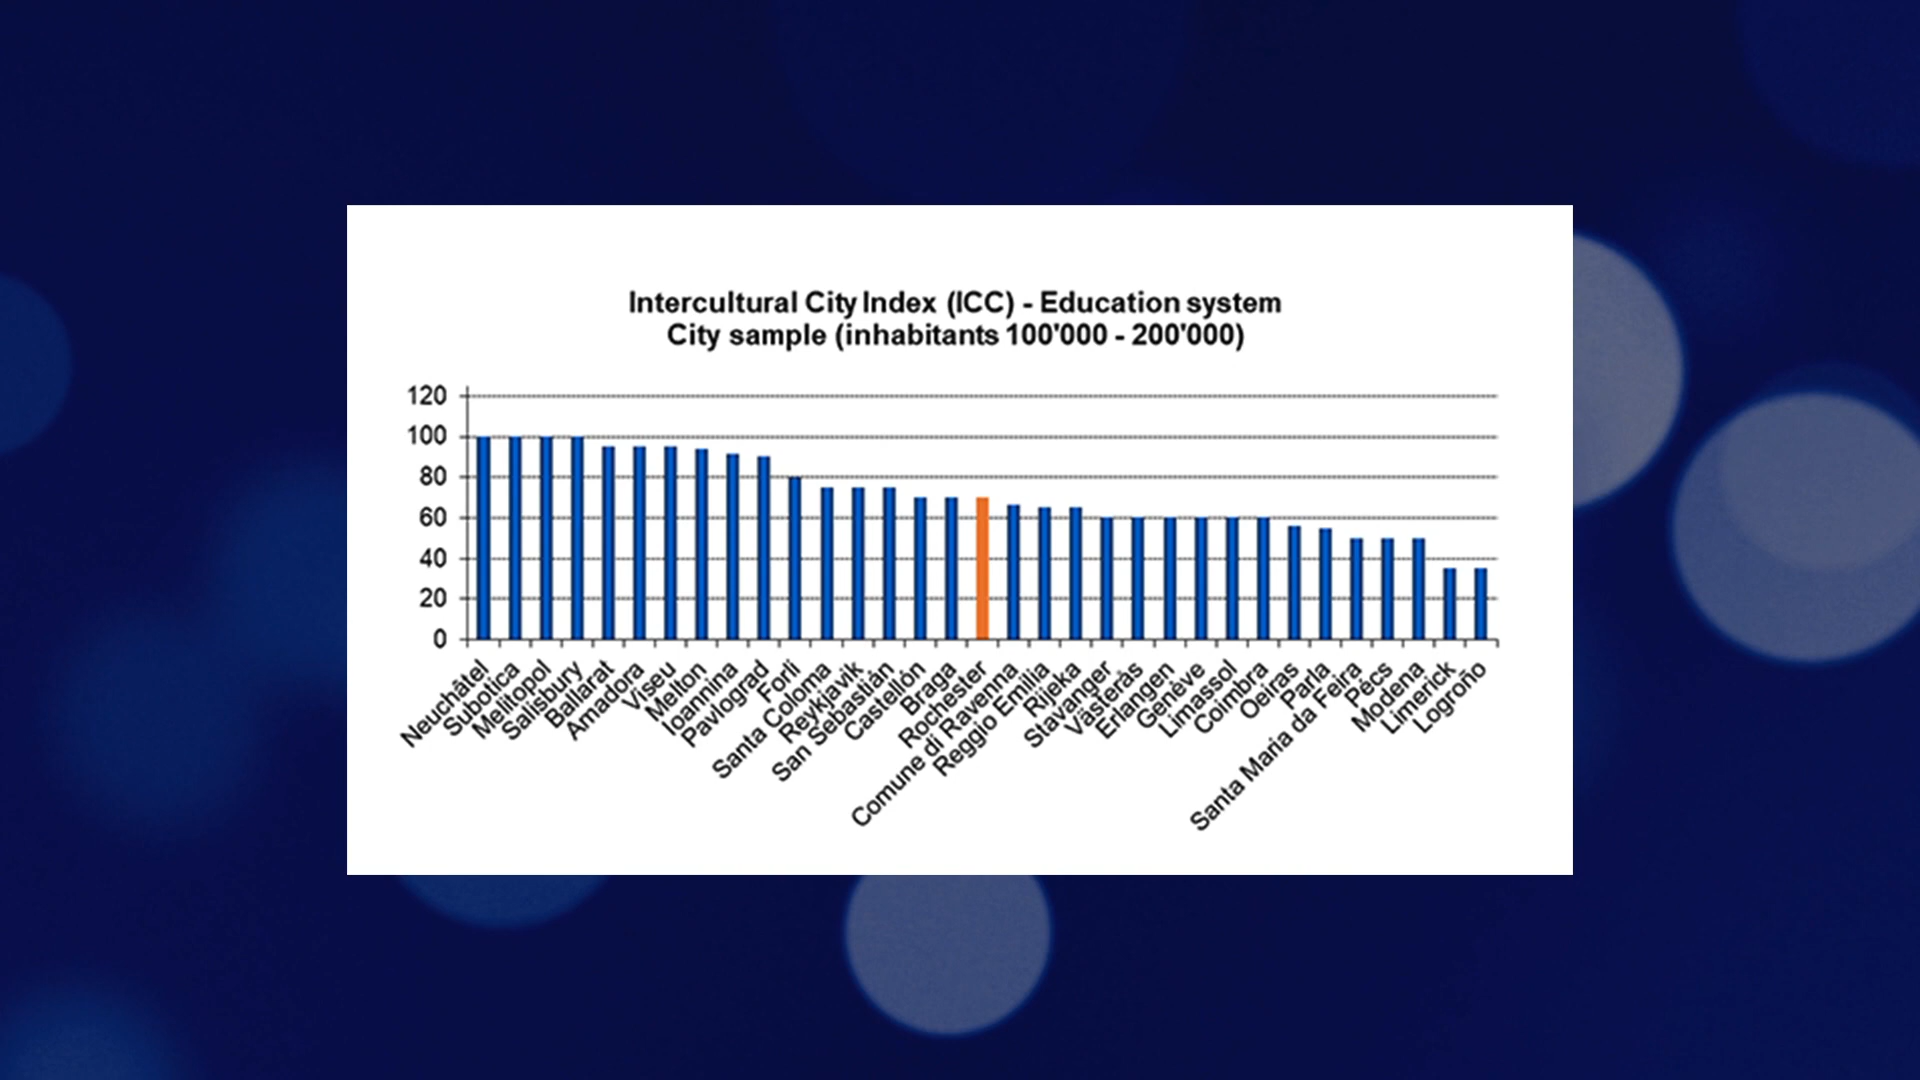 Intercultural City Index (ICC) - Education system
City sample (inhabitants 100'000 - 200'000)
120
100
80
60
40
20
0
Neuchâtel
Subotica
Melitopol
Salisbury
Ballarat
Amadora
Viseu
Melton
Ioannina
Pavlograd
Forlì
Santa Coloma
Reykjavik
San Sebastián
Castellón
Braga
Rochester
Comune di Ravenna
Reggio Emilia
Rijeka
Stavanger
Västerås
Erlangen
Genève
Limassol
Coimbra
Oeiras
Parla
Santa Maria da Feira
Pécs
Modena
Limerick
Logroño